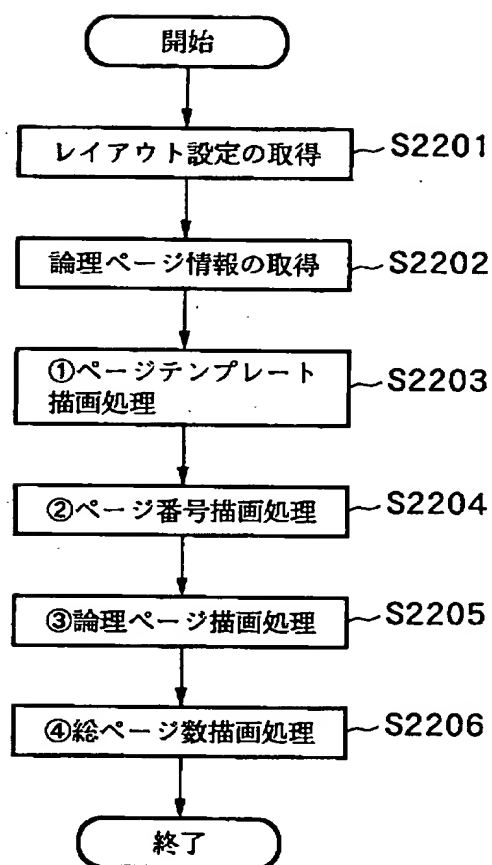 開始
レイアウト設定の取得 S2201
論理ページ情報の取得 S2202
①ページテンプレート
描画処理 S2203
②ページ番号描画処理 S2204
③論理ページ描画処理 S2205
④総ページ数描画処理 S2206
終了